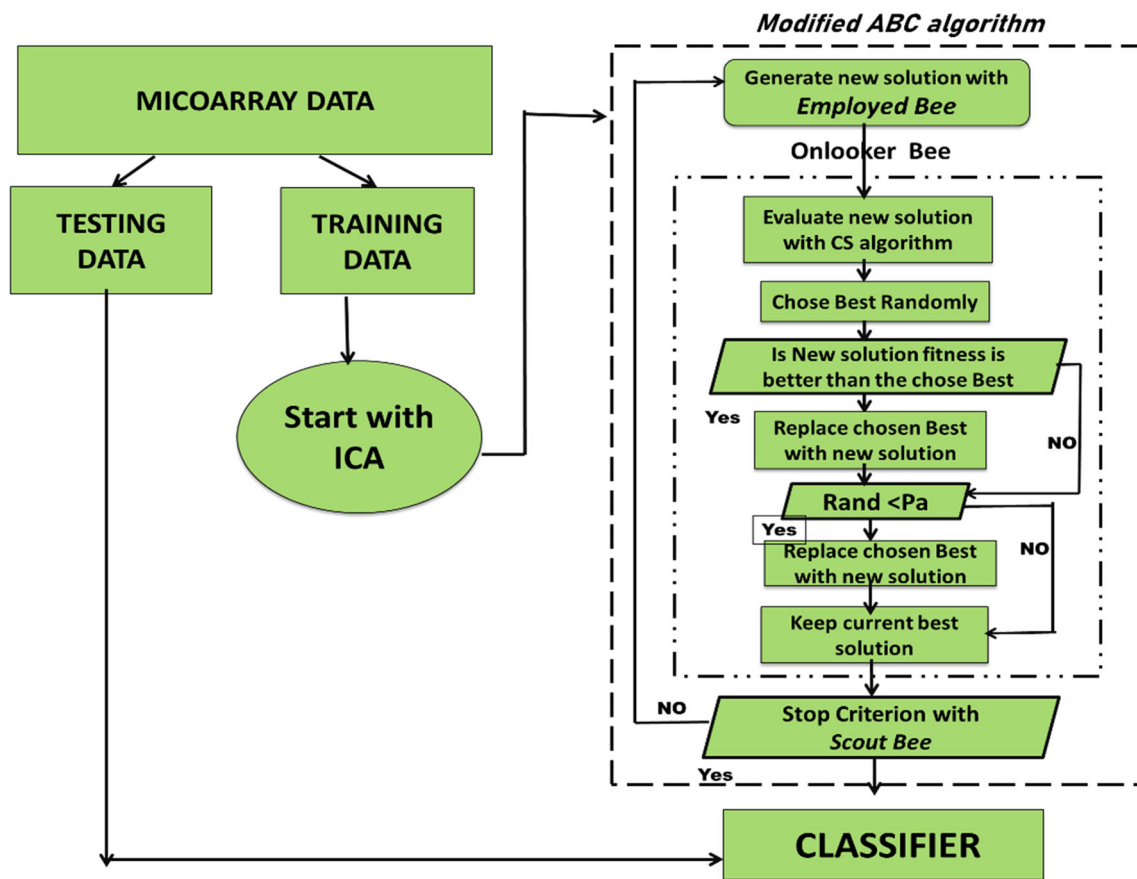 Modified ABC algorithm
MICOARRAY DATA
TESTING
DATA
TRAINING
DATA
Start with
ICA
Generate new solution with
Employed Bee
Onlooker Bee
Evaluate new solution
with CS algorithm
Chose Best Randomly
Is New solution fitness is
better than the chose Best
Yes
NO
Replace chosen Best
with new solution
Rand <Pa
Yes
NO
Replace chosen Best
with new solution
Keep current best
solution
NO
Stop Criterion with
Scout Bee
Yes
CLASSIFIER